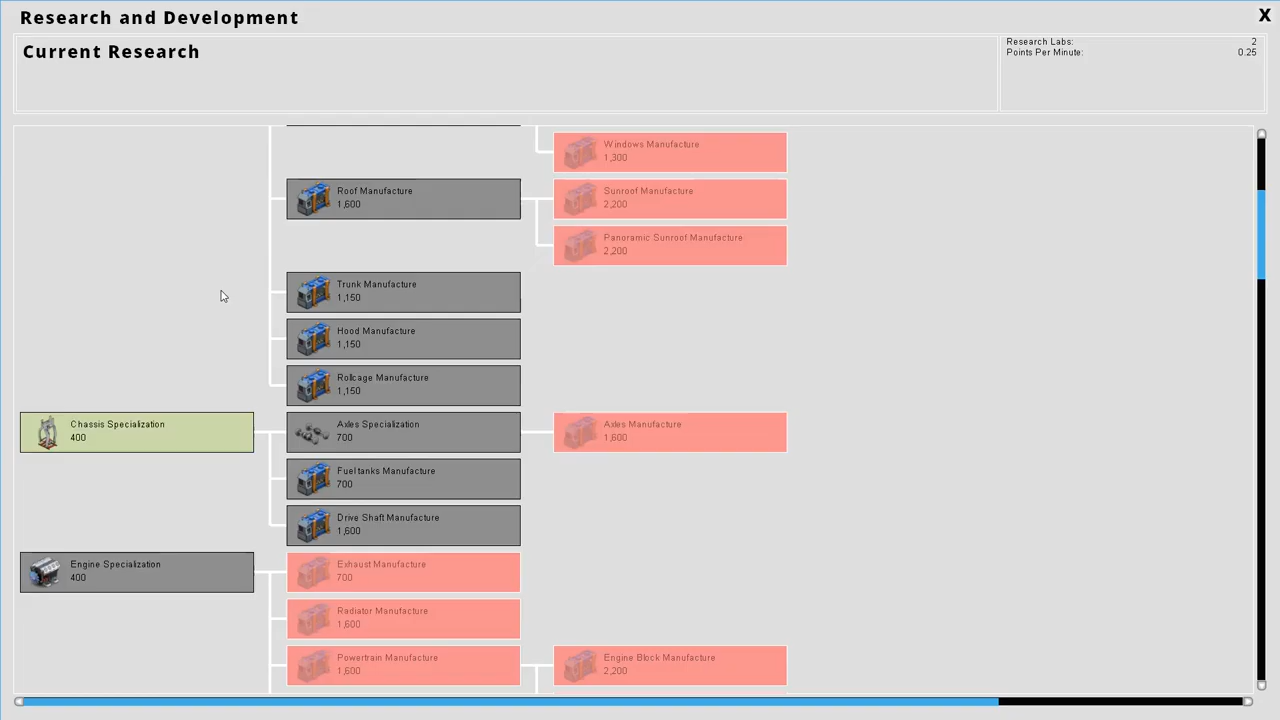 Research and Development
X
Current Research
Research Labs: 2
Points Per Minute: 0.25
Windows Manufacture
1,300
Roof Manufacture
1,600
Sunroof Manufacture
2,200
Panoramic Sunroof Manufacture
2,200
Trunk Manufacture
1,150
Hood Manufacture
1,150
Rollcage Manufacture
1,150
Chassis Specialization
400
Axles Specialization
700
Axles Manufacture
1,600
Fuel tanks Manufacture
700
Drive Shaft Manufacture
1,600
Engine Specialization
400
Exhaust Manufacture
700
Radiator Manufacture
1,600
Powertrain Manufacture
1,600
Engine Block Manufacture
2,200